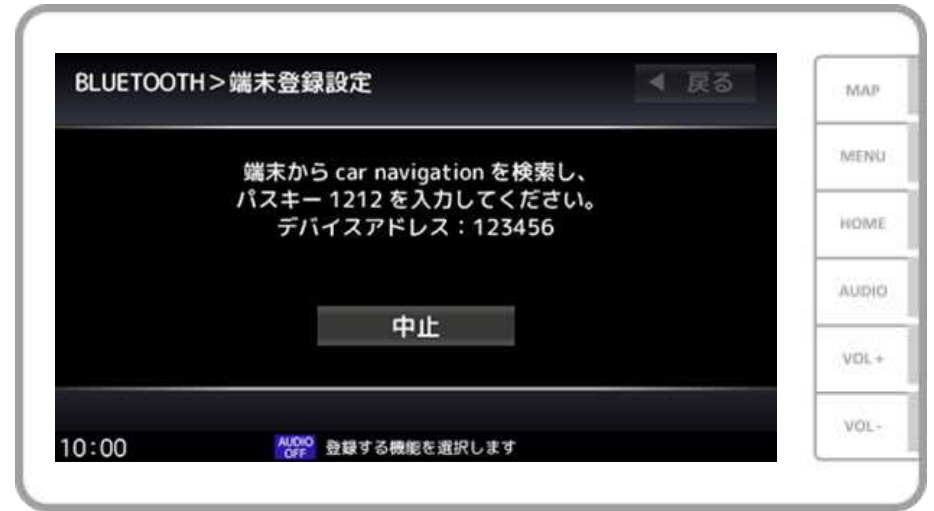 BLUETOOTH＞端末登録設定
◀ 戻る
端末から car navigation を検索し、
パスキー 1212 を入力してください。
デバイスアドレス：123456
中止
10:00
AUDIO
OFF
登録する機能を選択します
MAP
MENU
HOME
AUDIO
VOL +
VOL -